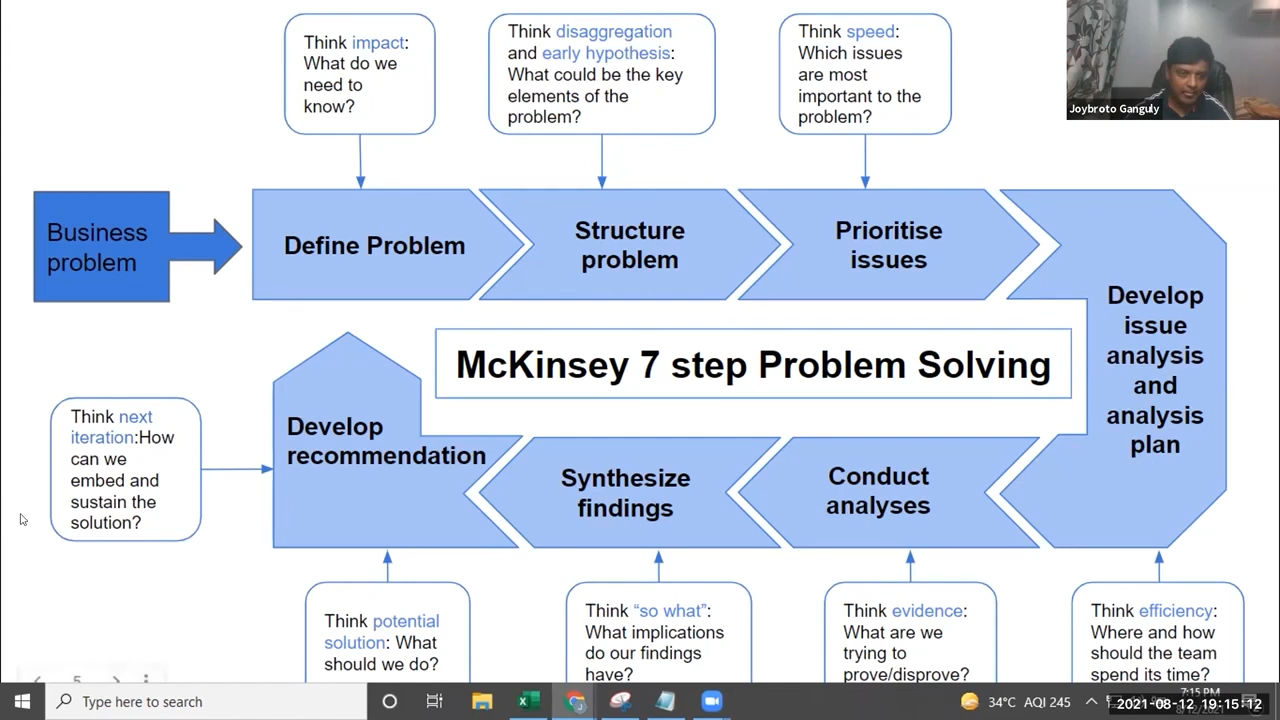 Think impact:
What do we
need to
know?
Think disaggregation
and early hypothesis:
What could be the key
elements of the
problem?
Think speed:
Which issues
are most
important to the
problem?
Joybroto Ganguly
Business
problem
Define Problem
Structure
problem
Prioritise
issues
Develop
issue
analysis
and
analysis
plan
McKinsey 7 step Problem Solving
Think next
iteration:How
can we
embed and
sustain the
solution?
Develop
recommendation
Synthesize
findings
Conduct
analyses
Think potential
solution: What
should we do?
Think “so what”:
What implications
do our findings
have?
Think evidence:
What are we
trying to
prove/disprove?
Think efficiency:
Where and how
should the team
spend its time?
5
Type here to search
34°C AQI 245
7:15 PM
2021-08-12 19:15:12